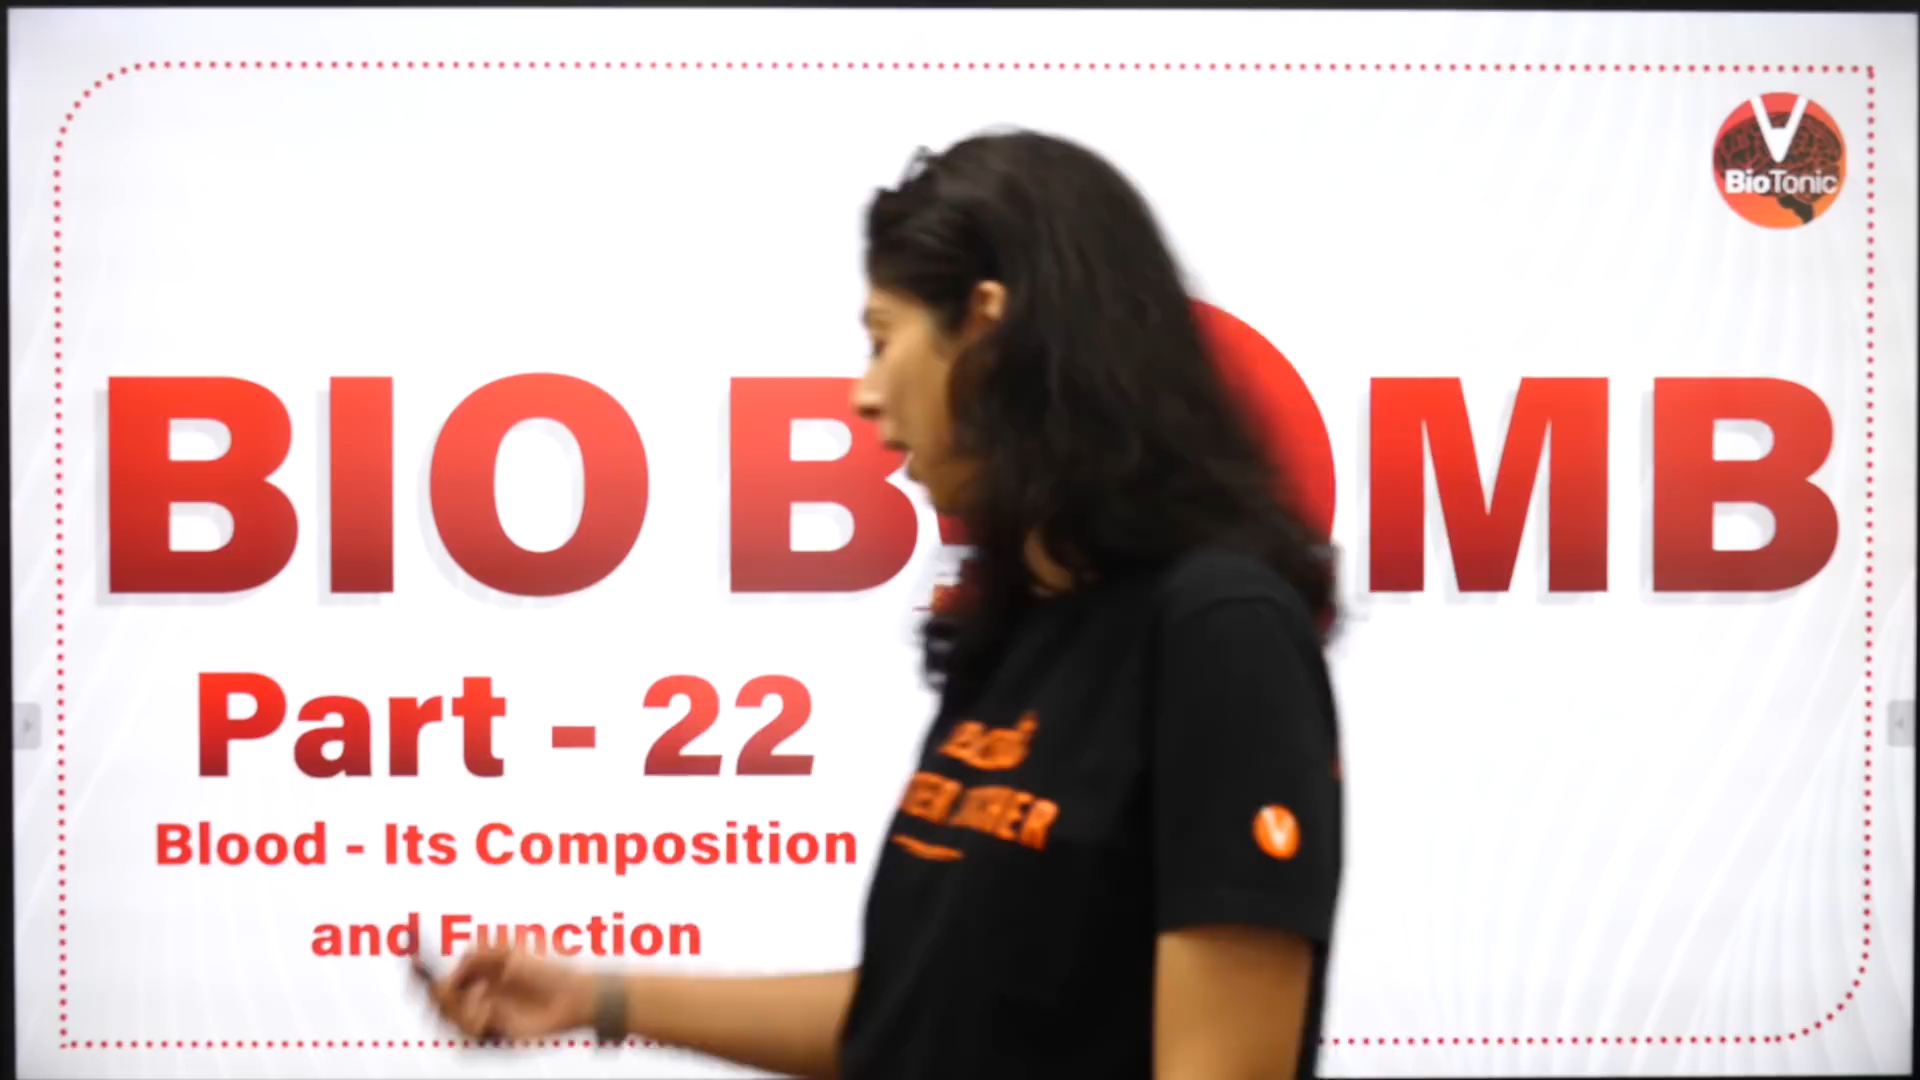 BioTonic
BIO B MB
Part - 22
Blood - Its Composition
and Function